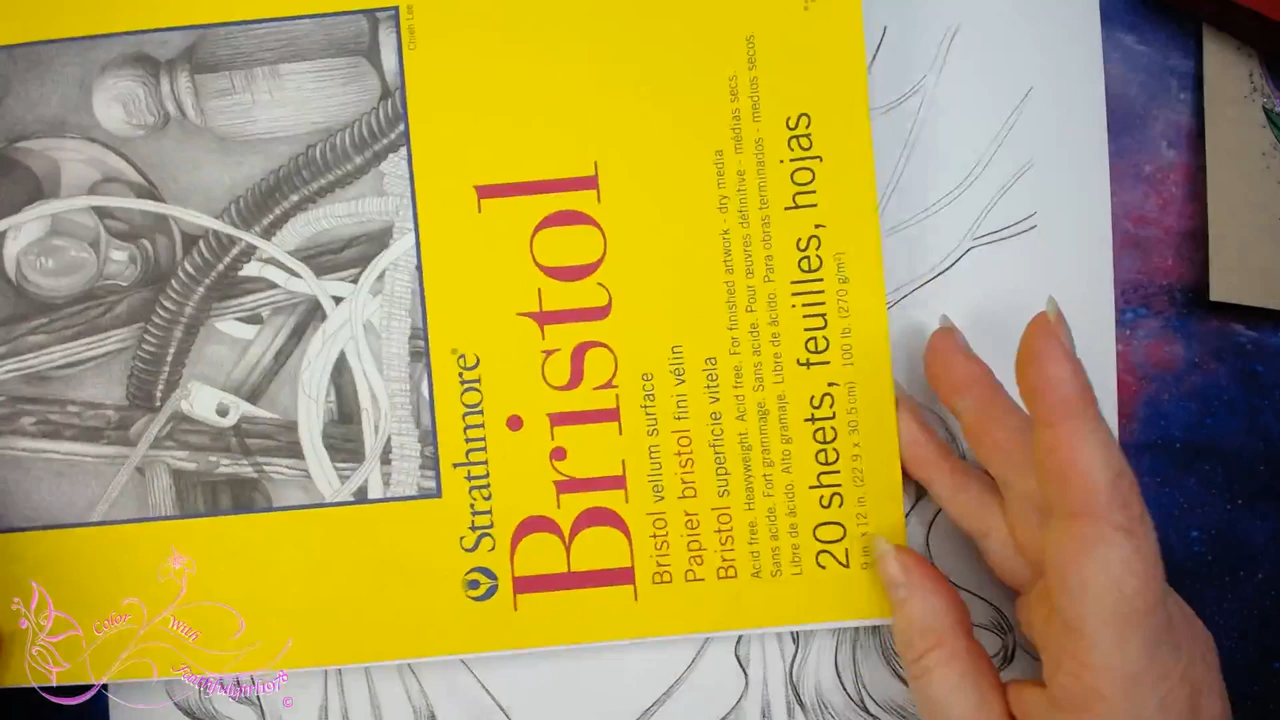 Chieh Lee
Strathmore®
Bristol
Bristol vellum surface
Papier bristol fini vélin
Bristol superficie vitela
Acid free. Heavyweight. Acid free. For finished artwork - dry media
Sans acide. Fort grammage. Sans acide. Pour œuvres définitive - médias secs.
Libre de ácido. Alto gramaje. Libre de ácido. Para obras terminados - medios secos.
20 sheets, feuilles, hojas
9 in x 12 in. (22.9 x 30.5 cm) 100 lb. (270 g/m²)
Color With
©